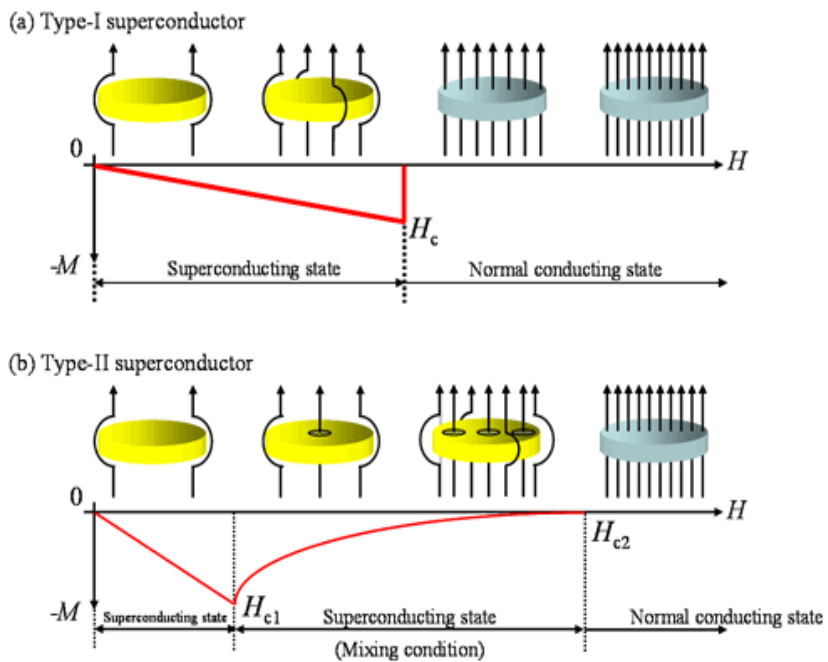 (a) Type-I superconductor
0
H
Hc
-M
Superconducting state
Normal conducting state
(b) Type-II superconductor
0
H
Hc2
-M
Hc1
Superconducting state
Superconducting state
Normal conducting state
(Mixing condition)